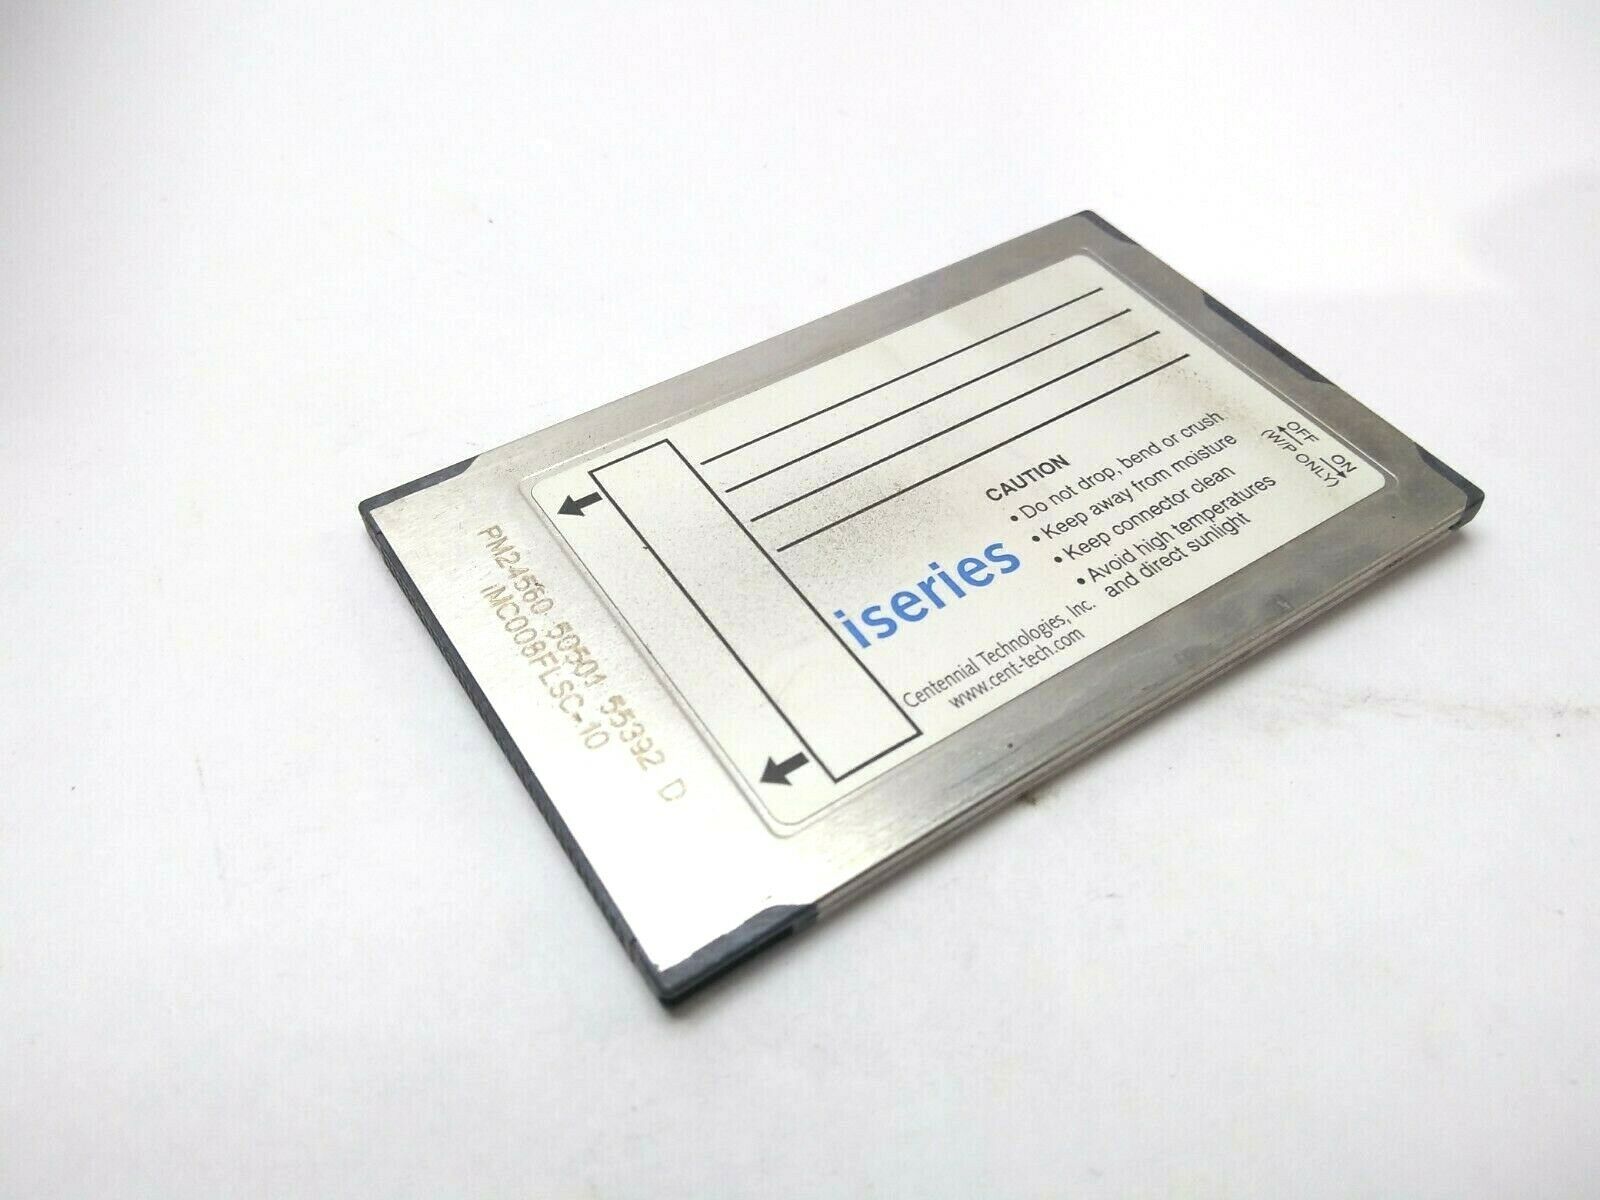 PM24560 50501 55392 D
IMC008FLSC-10
iseries
Centennial Technologies, Inc.
www.cent-tech.com
CAUTION
• Do not drop, bend or crush
• Keep away from moisture
• Keep connector clean
• Avoid high temperatures
and direct sunlight
OFF ON
(W/P ONLY)